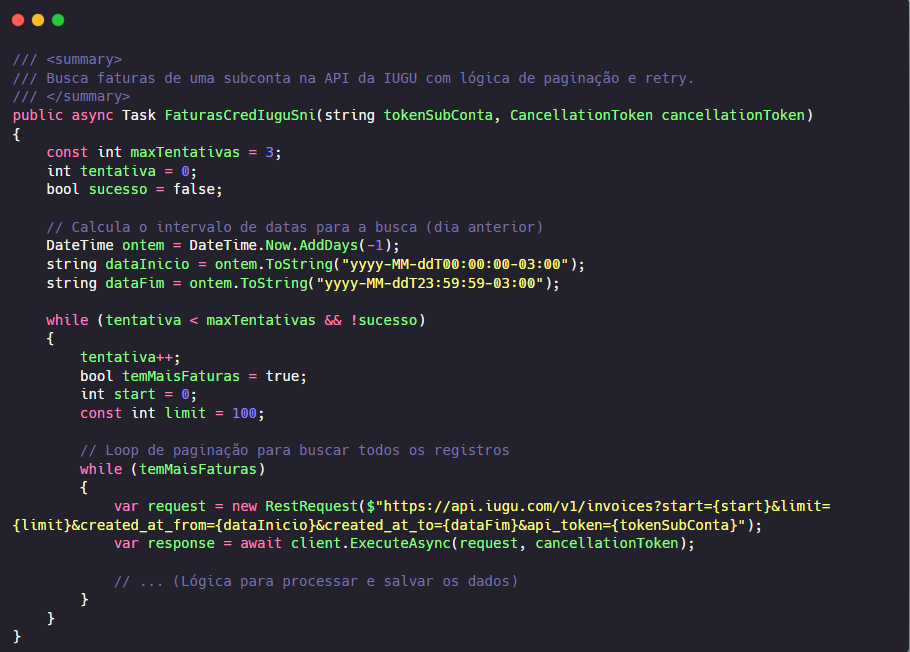 /// <summary>
/// Busca faturas de uma subconta na API da IUGU com lógica de paginação e retry.
/// </summary>
public async Task FaturasCredIuguSni(string tokenSubConta, CancellationToken cancellationToken)
{
    const int maxTentativas = 3;
    int tentativa = 0;
    bool sucesso = false;

    // Calcula o intervalo de datas para a busca (dia anterior)
    DateTime ontem = DateTime.Now.AddDays(-1);
    string dataInicio = ontem.ToString("yyyy-MM-ddT00:00:00-03:00");
    string dataFim = ontem.ToString("yyyy-MM-ddT23:59:59-03:00");

    while (tentativa < maxTentativas && !sucesso)
    {
        tentativa++;
        bool temMaisFaturas = true;
        int start = 0;
        const int limit = 100;

        // Loop de paginação para buscar todos os registros
        while (temMaisFaturas)
        {
            var request = new RestRequest($"https://api.iugu.com/v1/invoices?start={start}&limit=
{limit}&created_at_from={dataInicio}&created_at_to={dataFim}&api_token={tokenSubConta}");
            var response = await client.ExecuteAsync(request, cancellationToken);

            // ... (Lógica para processar e salvar os dados)
        }
    }
}